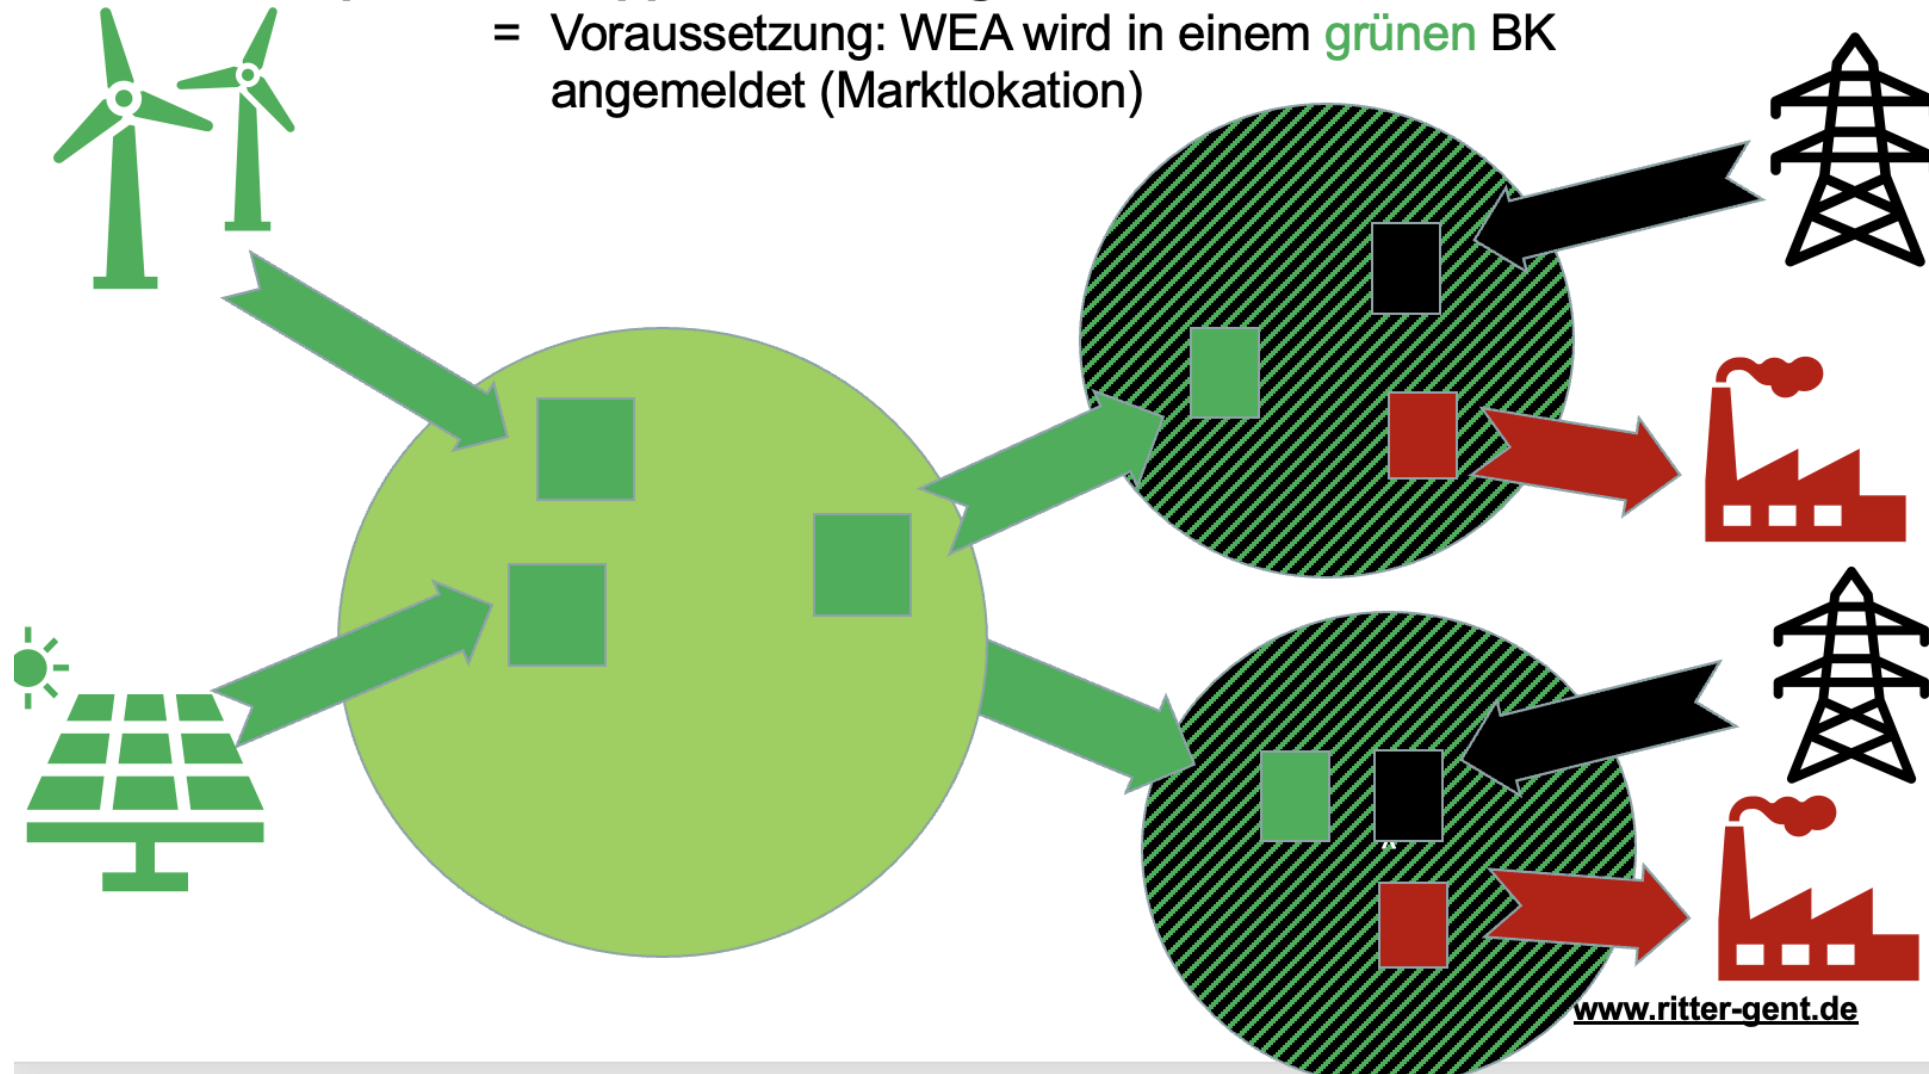 = Voraussetzung: WEA wird in einem grünen BK
angemeldet (Marktlokation)
www.ritter-gent.de